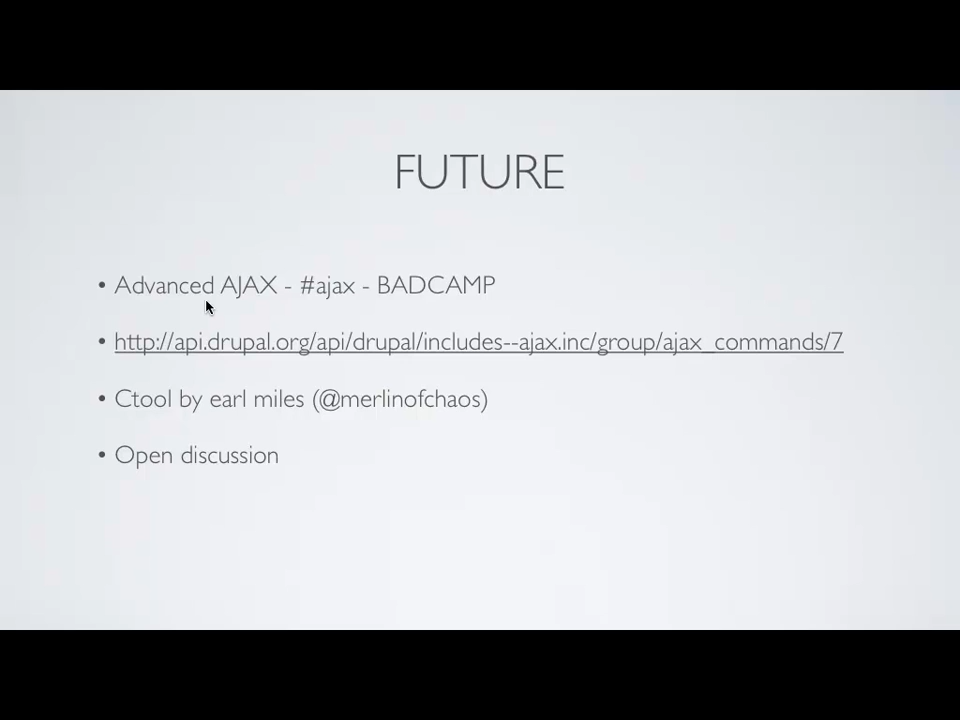 FUTURE
• Advanced AJAX - #ajax - BADCAMP
• http://api.drupal.org/api/drupal/includes--ajax.inc/group/ajax_commands/7
• Ctool by earl miles (@merlinofchaos)
• Open discussion